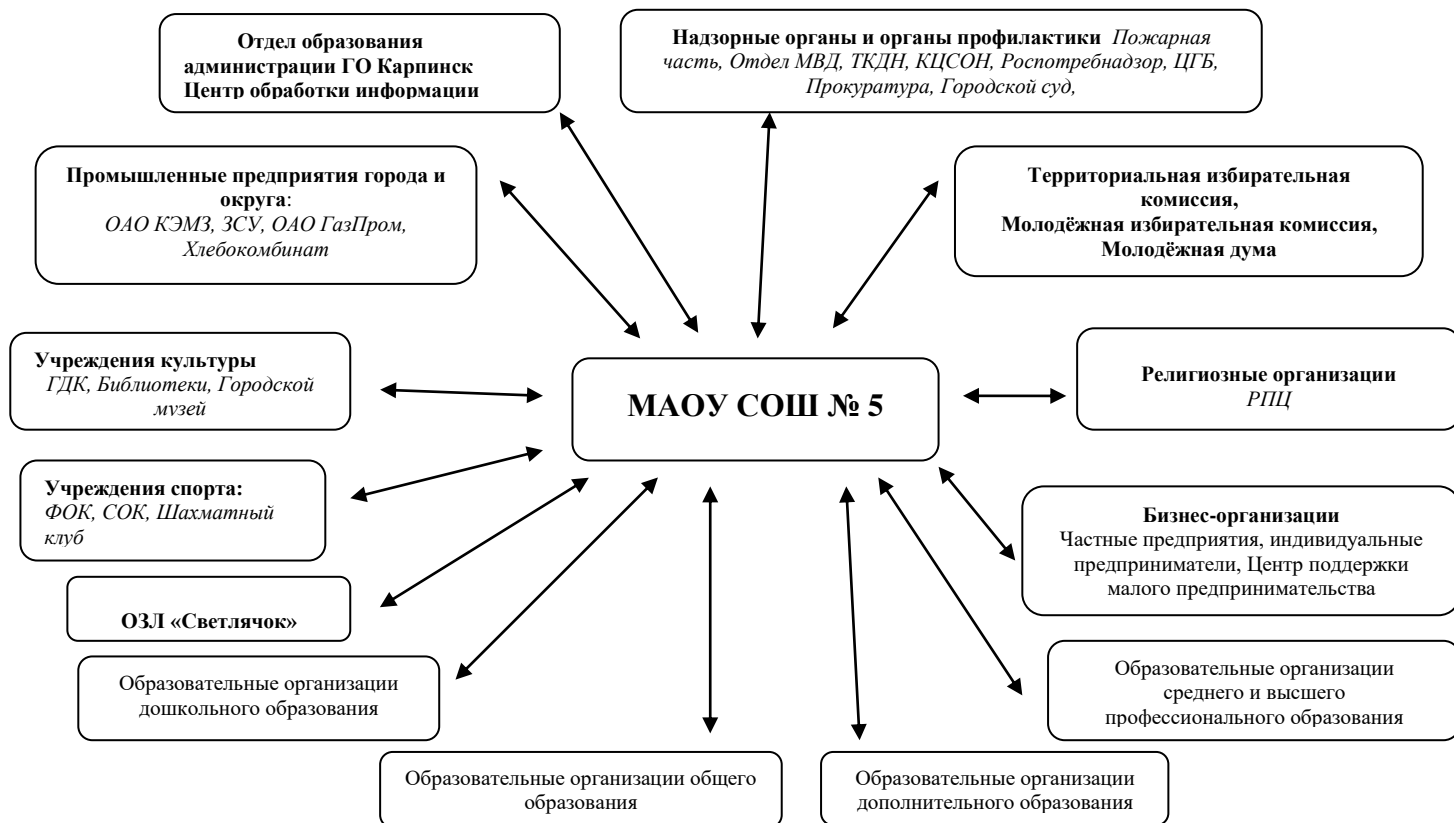 Отдел образования
администрации ГО Карпинск
Центр обработки информации
Надзорные органы и органы профилактики Пожарная
часть, Отдел МВД, ТКДН, КЦСОН, Роспотребнадзор, ЦГБ,
Прокуратура, Городской суд,
Промышленные предприятия города и
округа:
ОАО КЭМЗ, ЗСУ, ОАО ГазПром,
Хлебокомбинат
Территориальная избирательная
комиссия,
Молодёжная избирательная комиссия,
Молодёжная дума
Учреждения культуры
ГДК, Библиотеки, Городской
музей
МАОУ СОШ № 5
Религиозные организации
РПЦ
Учреждения спорта:
ФОК, СОК, Шахматный
клуб
Бизнес-организации
Частные предприятия, индивидуальные
предприниматели, Центр поддержки
малого предпринимательства
ОЗЛ «Светлячок»
Образовательные организации
дошкольного образования
Образовательные организации
среднего и высшего
профессионального образования
Образовательные организации общего
образования
Образовательные организации
дополнительного образования